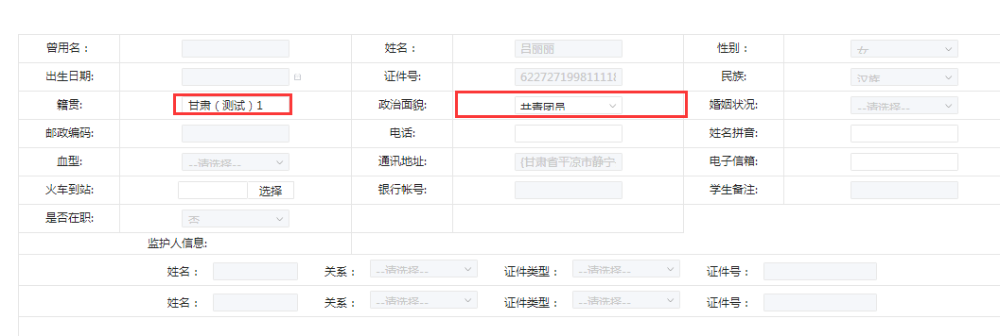 曾用名： 姓名： 吕丽丽 性别： 女
出生日期: 证件号: 622727199811118 民族: 汉族
籍贯: 甘肃（测试）1 政治面貌: 共青团员 婚姻状况: --请选择--
邮政编码: 电话: 姓名拼音:
血型: --请选择-- 通讯地址: (甘肃省平凉市静宁 电子信箱:
火车到站: 选择 银行帐号: 学生备注:
是否在职: 否
监护人信息:
姓名： 关系： --请选择-- 证件类型： --请选择-- 证件号：
姓名： 关系： --请选择-- 证件类型： --请选择-- 证件号：